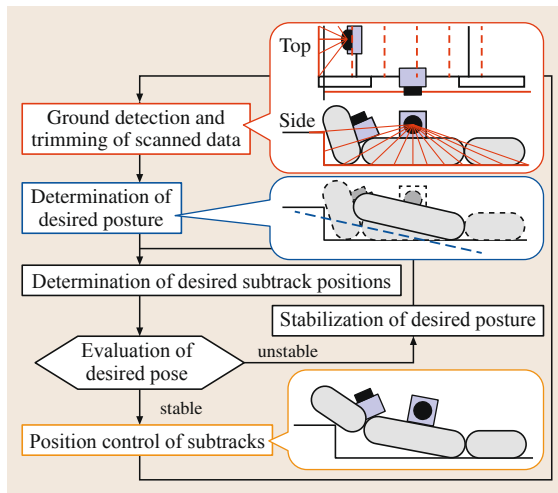 Top
Side
Ground detection and
trimming of scanned data
Determination of
desired posture
Determination of desired subtrack positions
Stabilization of desired posture
Evaluation of
desired pose
unstable
stable
Position control of subtracks